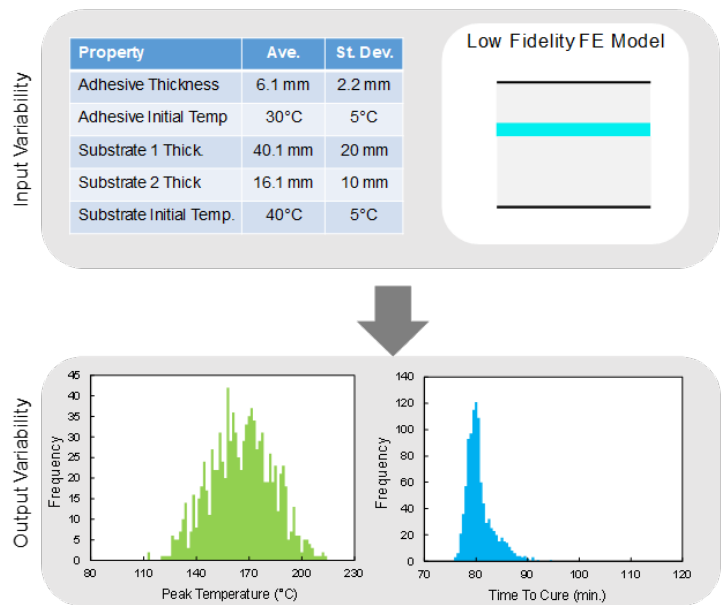 Input Variability
Property Ave. St. Dev.
Adhesive Thickness 6.1 mm 2.2 mm
Adhesive Initial Temp 30°C 5°C
Substrate 1 Thick. 40.1 mm 20 mm
Substrate 2 Thick 16.1 mm 10 mm
Substrate Initial Temp. 40°C 5°C
Low Fidelity FE Model
Output Variability
Frequency
45
40
35
30
25
20
15
10
5
0
80 110 140 170 200 230
Peak Temperature (°C)
Frequency
140
120
100
80
60
40
20
0
70 80 90 100 110 120
Time To Cure (min.)